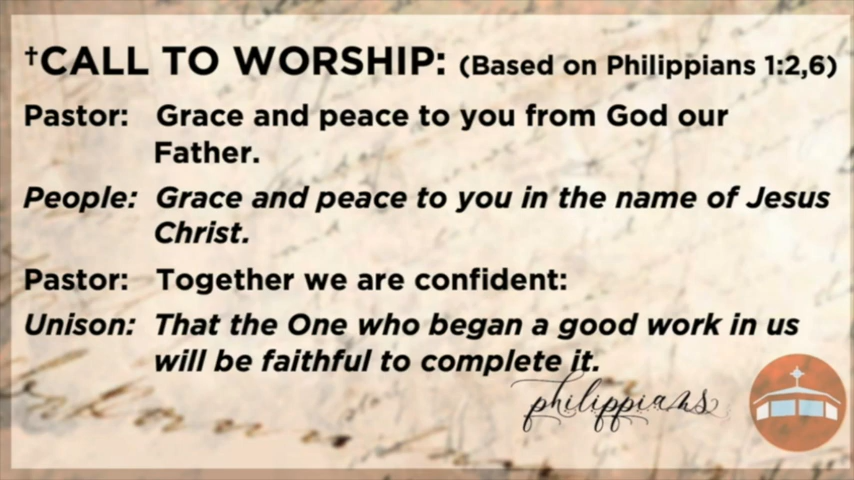 †CALL TO WORSHIP: (Based on Philippians 1:2,6)
Pastor: Grace and peace to you from God our
Father.
People: Grace and peace to you in the name of Jesus
Christ.
Pastor: Together we are confident:
Unison: That the One who began a good work in us
will be faithful to complete it.
philippians